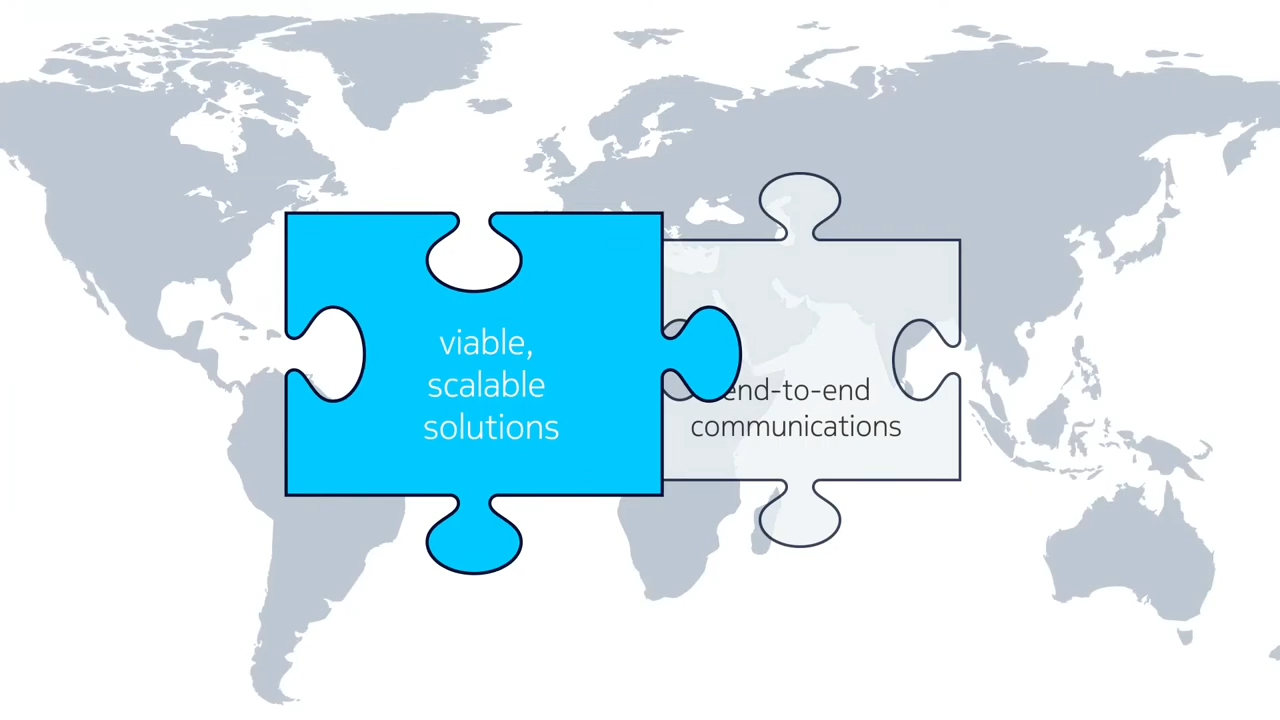 viable,
scalable
solutions
end-to-end
communications